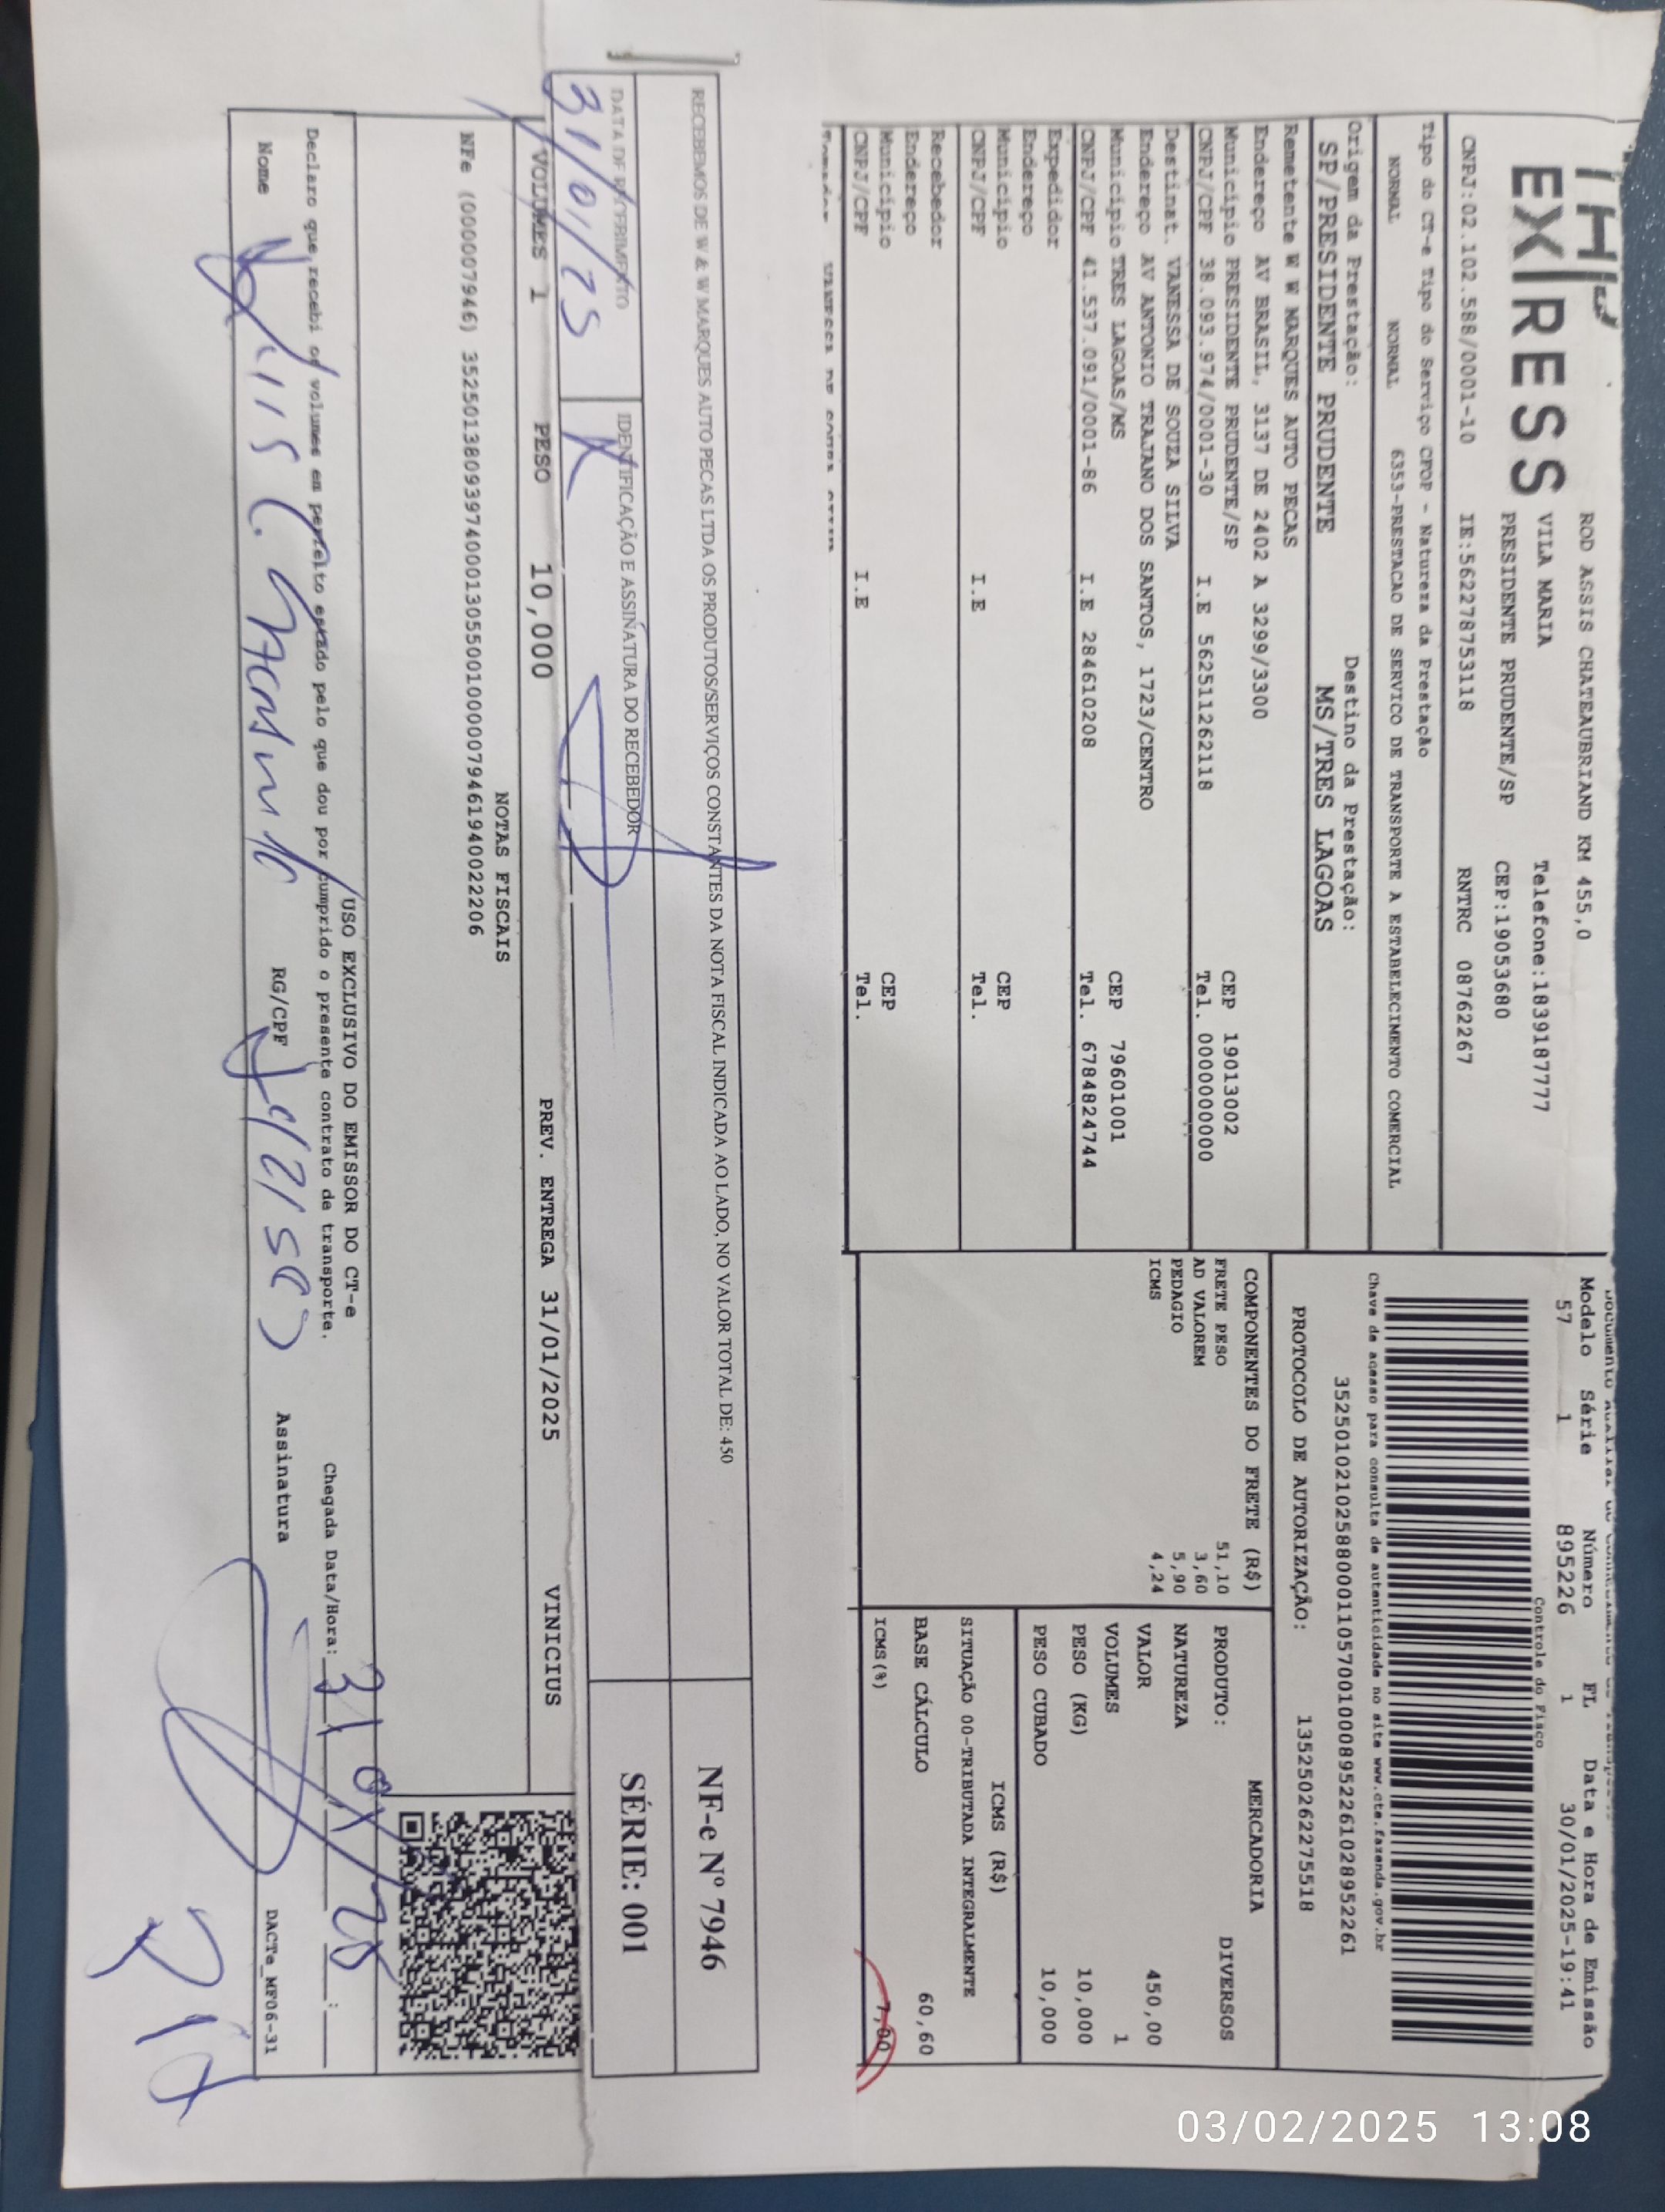 EXPRESS
ROD ASSIS CHATEAUBRIAND KM 455,0
VILA MARIA Telefone:1839187777
PRESIDENTE PRUDENTE/SP CEP:19053680
CNPJ:02.102.588/0001-10 IE:562278753118 RNTRC 08762267
Modelo Série Número FL Data e Hora de Emissão
57 1 895226 1 30/01/2025-19:41
Controle do Fisco
Chave de acesso para consulta de autenticidade no site www.cte.fazenda.gov.br
35250102102588000110570010008952261028952261
PROTOCOLO DE AUTORIZAÇÃO: 135250262275518
Tipo do CT-e Tipo do Serviço CFOP - Natureza da Prestação
NORMAL NORMAL 6353-PRESTACAO DE SERVICO DE TRANSPORTE A ESTABELECIMENTO COMERCIAL
Origem da Prestação: Destino da Prestação:
SP/PRESIDENTE PRUDENTE MS/TRES LAGOAS
Remetente W W MARQUES AUTO PECAS
Endereço AV BRASIL, 3137 DE 2402 A 3299/3300
Município PRESIDENTE PRUDENTE/SP CEP 19013002
CNPJ/CPF 38.093.974/0001-30 I.E 562511262118 Tel. 0000000000
Destinat. VANESSA DE SOUZA SILVA
Endereço AV ANTONIO TRAJANO DOS SANTOS, 1723/CENTRO
Município TRES LAGOAS/MS CEP 79601001
CNPJ/CPF 41.537.091/0001-86 I.E 284610208 Tel. 6784824744
Expedidor
Endereço
Município CEP
CNPJ/CPF I.E Tel.
Recebedor
Endereço
Município CEP
CNPJ/CPF I.E Tel.
COMPONENTES DO FRETE (R$)
FRETE PESO 51,10
AD VALOREM 3,60
PEDAGIO 5,90
ICMS 4,24
MERCADORIA
PRODUTO: DIVERSOS
NATUREZA
VALOR 450,00
VOLUMES 1
PESO (KG) 10,000
PESO CUBADO 10,000
ICMS (R$)
SITUAÇÃO 00-TRIBUTADA INTEGRALMENTE
BASE CÁLCULO 60,60
ICMS(%) 7,00
RECEBEMOS DE W & W MARQUES AUTO PECAS LTDA OS PRODUTOS/SERVIÇOS CONSTANTES DA NOTA FISCAL INDICADA AO LADO, NO VALOR TOTAL DE: 450
NF-e Nº 7946
SÉRIE: 001
DATA DE RECEBIMENTO IDENTIFICAÇÃO E ASSINATURA DO RECEBEDOR
31/01/25
VOLUMES 1 PESO 10,000 PREV. ENTREGA 31/01/2025 VINICIUS
NOTAS FISCAIS
NFe (000007946) 35250138093974000130550010000079461940022206
USO EXCLUSIVO DO EMISSOR DO CT-e
Declaro que recebi os volumes em perfeito estado pelo que dou por cumprido o presente contrato de transporte.
Chegada Data/Hora: 31 01
Nome RG/CPF Assinatura
DACTe_MF06-31
03/02/2025 13:08